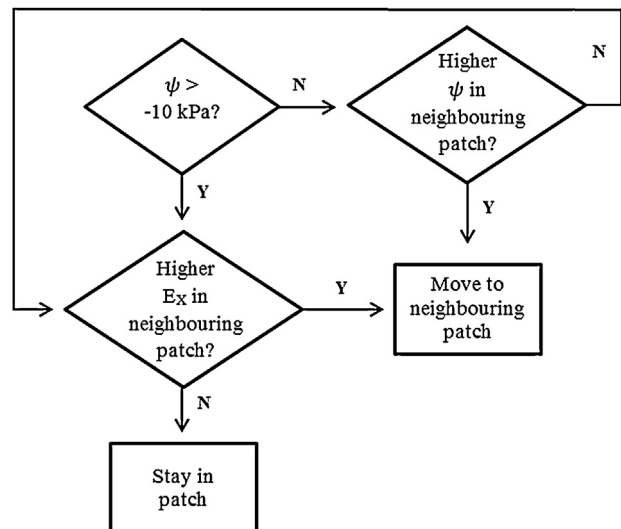 ψ >
-10 kPa?
N
Higher
ψ in
neighbouring
patch?
N
Y
Y
Higher
Ex in
neighbouring
patch?
Y
Move to
neighbouring
patch
N
Stay in
patch